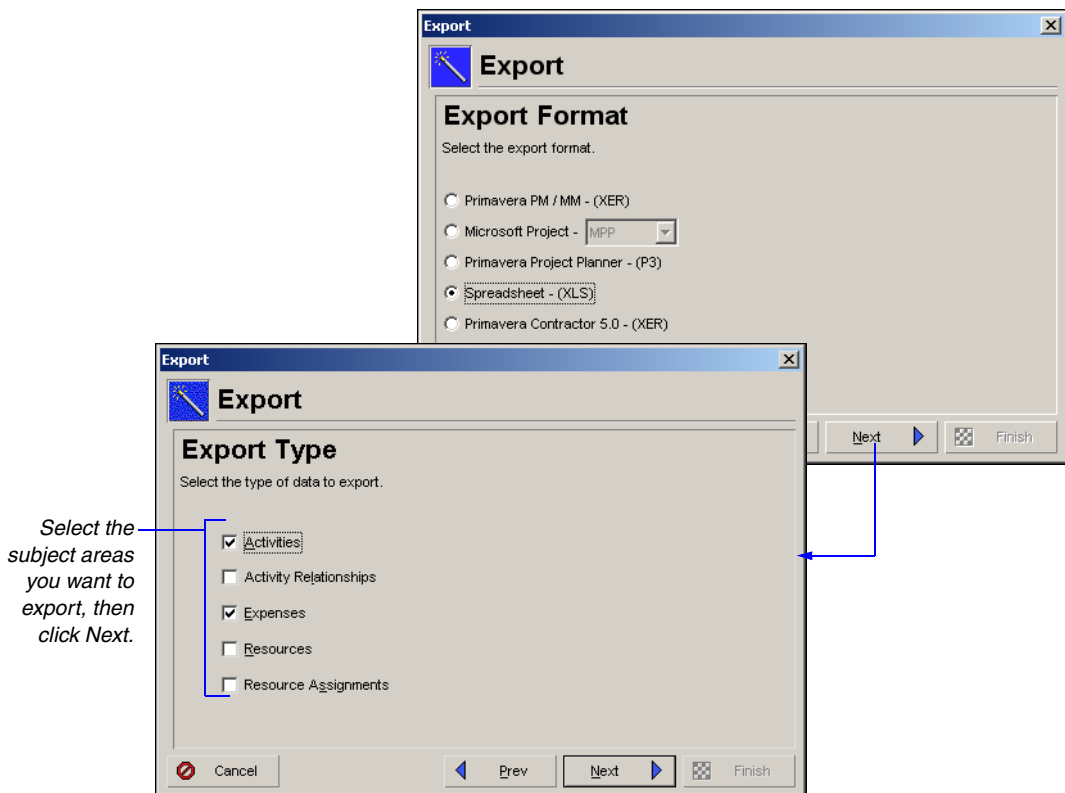 Export
Export
Export Format
Select the export format.
Primavera PM / MM - (XER)
Microsoft Project - MPP
Primavera Project Planner - (P3)
Spreadsheet - (XLS)
Primavera Contractor 5.0 - (XER)
Next
Finish
Export
Export
Export Type
Select the type of data to export.
Activities
Activity Relationships
Expenses
Resources
Resource Assignments
Cancel
Prev
Next
Finish
Select the
subject areas
you want to
export, then
click Next.